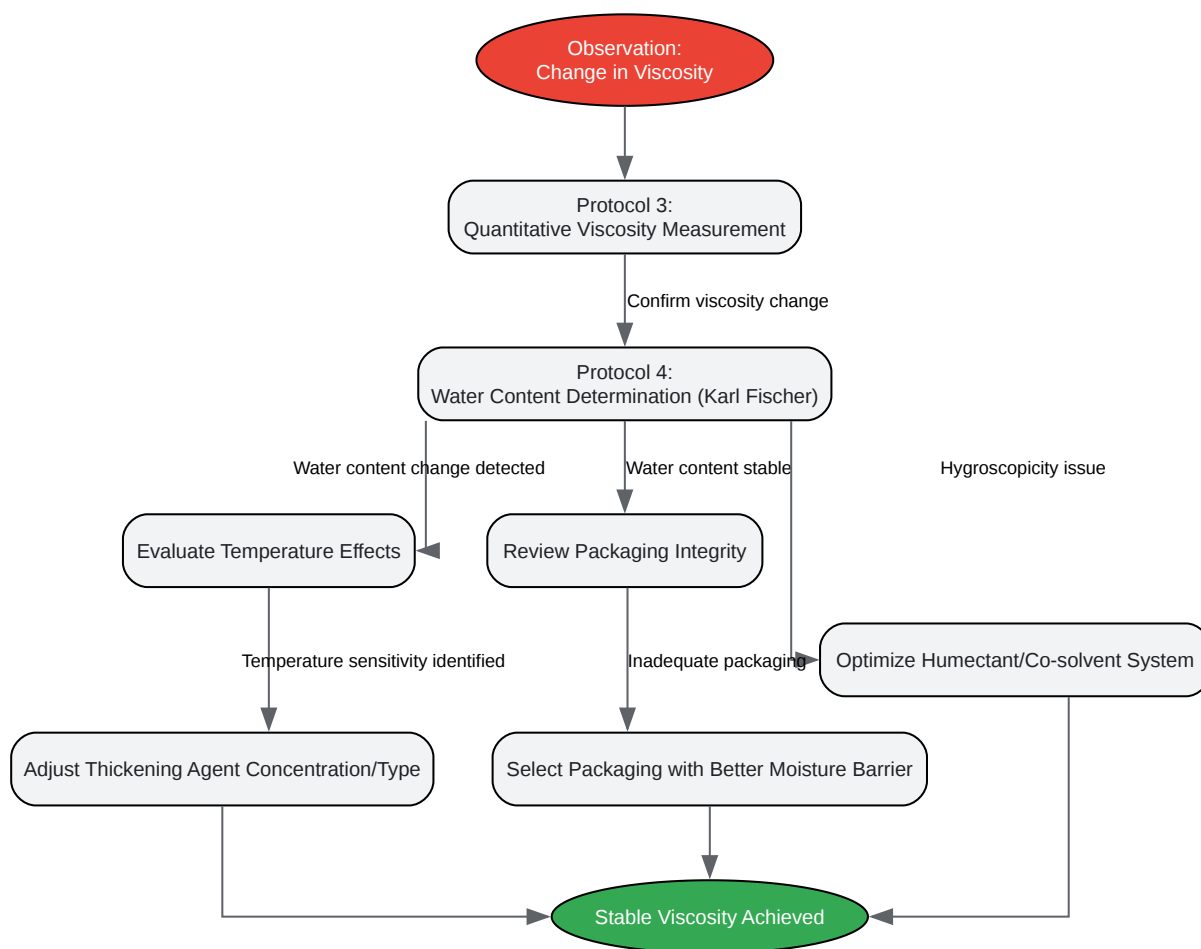 Observation:
Change in Viscosity
Protocol 3:
Quantitative Viscosity Measurement
Confirm viscosity change
Protocol 4:
Water Content Determination (Karl Fischer)
Water content change detected
Water content stable
Hygroscopicity issue
Evaluate Temperature Effects
Review Packaging Integrity
Temperature sensitivity identified
Inadequate packaging
Optimize Humectant/Co-solvent System
Adjust Thickening Agent Concentration/Type
Select Packaging with Better Moisture Barrier
Stable Viscosity Achieved